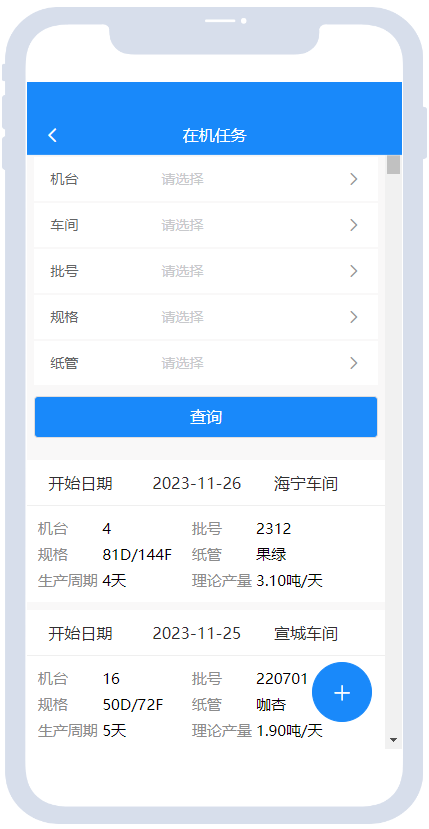 在机任务
机台 请选择
车间 请选择
批号 请选择
规格 请选择
纸管 请选择
查询
开始日期 2023-11-26 海宁车间
机台 4 批号 2312
规格 81D/144F 纸管 果绿
生产周期 4天 理论产量 3.10吨/天
开始日期 2023-11-25 宣城车间
机台 16 批号 220701
规格 50D/72F 纸管 咖杏
生产周期 5天 理论产量 1.90吨/天